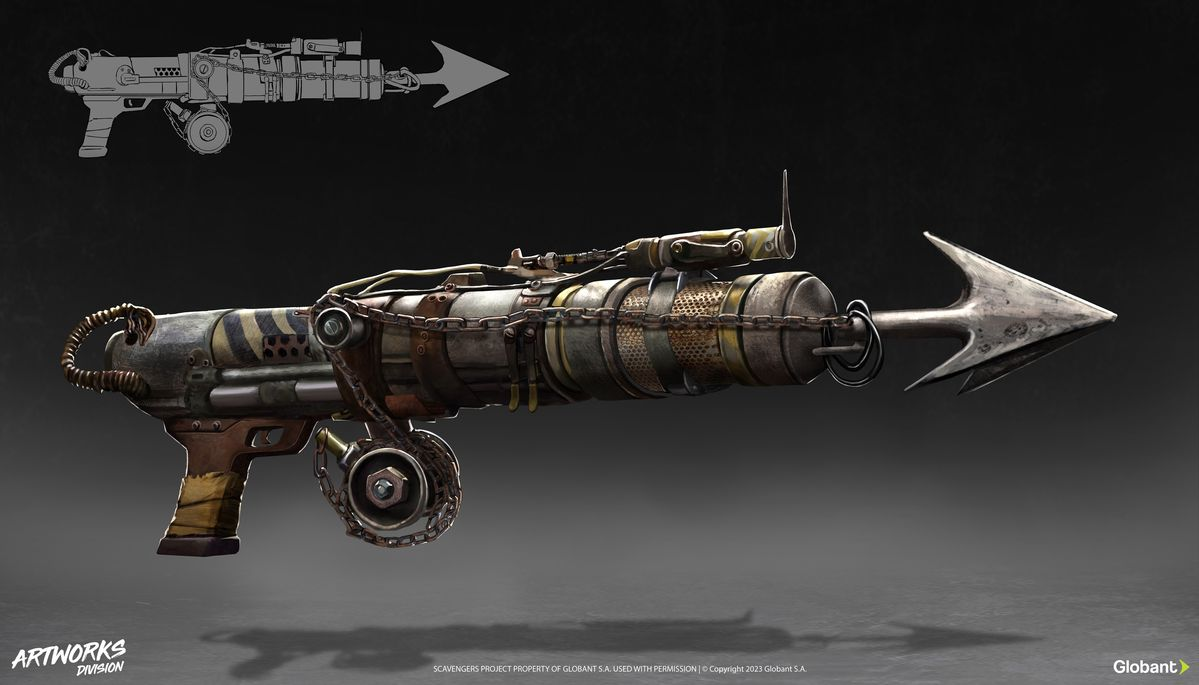 ARTWORKS
DIVISION
SCAVENGERS PROJECT PROPERTY OF GLOBANT S.A. USED WITH PERMISSION | © Copyright 2023 Globant S.A.
Globant